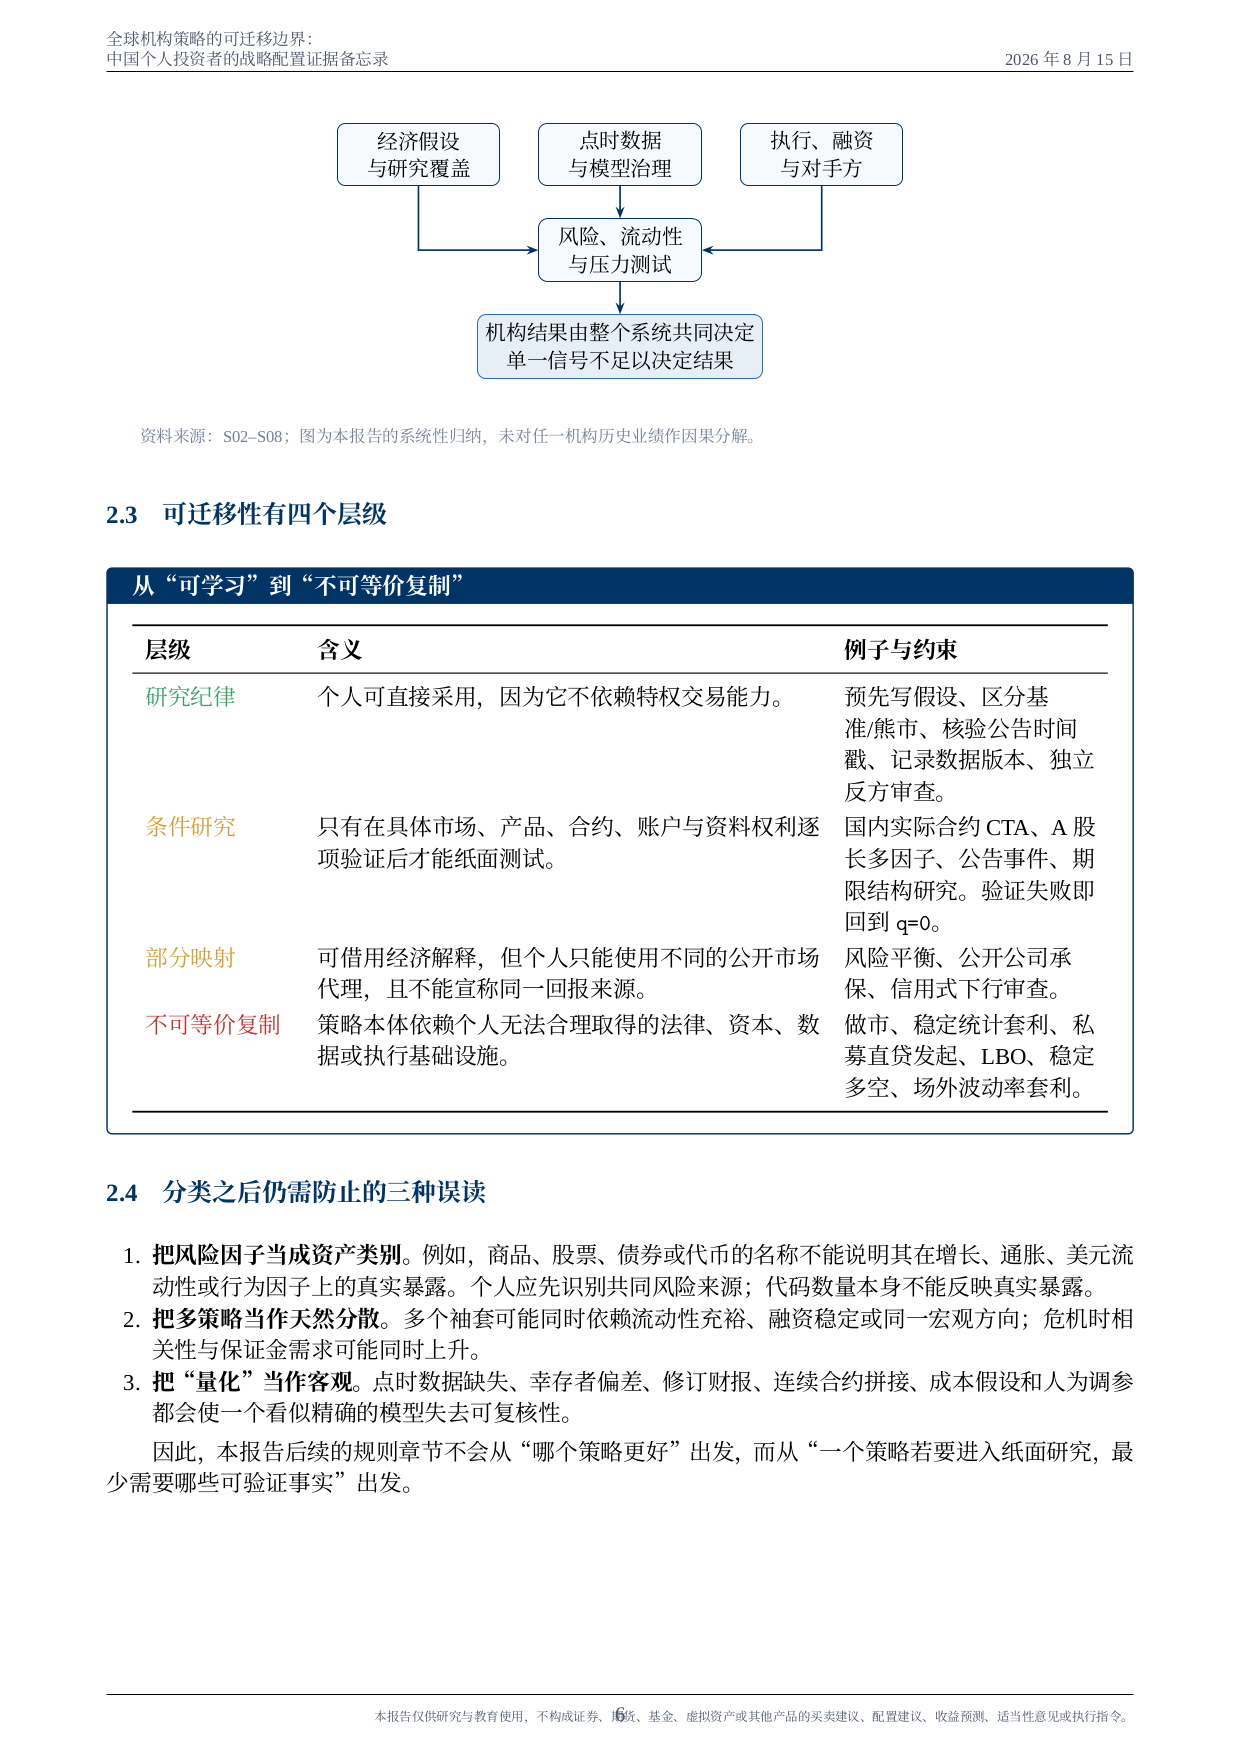 全球机构策略的可迁移边界：
中国个人投资者的战略配置证据备忘录
2026 年 8 月 15 日
经济假设
与研究覆盖
点时数据
与模型治理
执行、融资
与对手方
风险、流动性
与压力测试
机构结果由整个系统共同决定
单一信号不足以决定结果
资料来源：S02–S08；图为本报告的系统性归纳，未对任一机构历史业绩作因果分解。
2.3 可迁移性有四个层级
从“可学习”到“不可等价复制”
层级 含义 例子与约束
研究纪律 个人可直接采用，因为它不依赖特权交易能力。 预先写假设、区分基
准/熊市、核验公告时间
戳、记录数据版本、独立
反方审查。
条件研究 只有在具体市场、产品、合约、账户与资料权利逐 国内实际合约 CTA、A 股
项验证后才能纸面测试。 长多因子、公告事件、期
限结构研究。验证失败即
回到 q=0。
部分映射 可借用经济解释，但个人只能使用不同的公开市场 风险平衡、公开公司承
代理，且不能宣称同一回报来源。 保、信用式下行审查。
不可等价复制 策略本体依赖个人无法合理取得的法律、资本、数 做市、稳定统计套利、私
据或执行基础设施。 募直贷发起、LBO、稳定
多空、场外波动率套利。
2.4 分类之后仍需防止的三种误读
1. 把风险因子当成资产类别。例如，商品、股票、债券或代币的名称不能说明其在增长、通胀、美元流
动性或行为因子上的真实暴露。个人应先识别共同风险来源；代码数量本身不能反映真实暴露。
2. 把多策略当作天然分散。多个袖套可能同时依赖流动性充裕、融资稳定或同一宏观方向；危机时相
关性与保证金需求可能同时上升。
3. 把“量化”当作客观。点时数据缺失、幸存者偏差、修订财报、连续合约拼接、成本假设和人为调参
都会使一个看似精确的模型失去可复核性。
因此，本报告后续的规则章节不会从“哪个策略更好”出发，而从“一个策略若要进入纸面研究，最
少需要哪些可验证事实”出发。
本报告仅供研究与教育使用，不构成证券、期货、基金、虚拟资产或其他产品的买卖建议、配置建议、收益预测、适当性意见或执行指令。
6